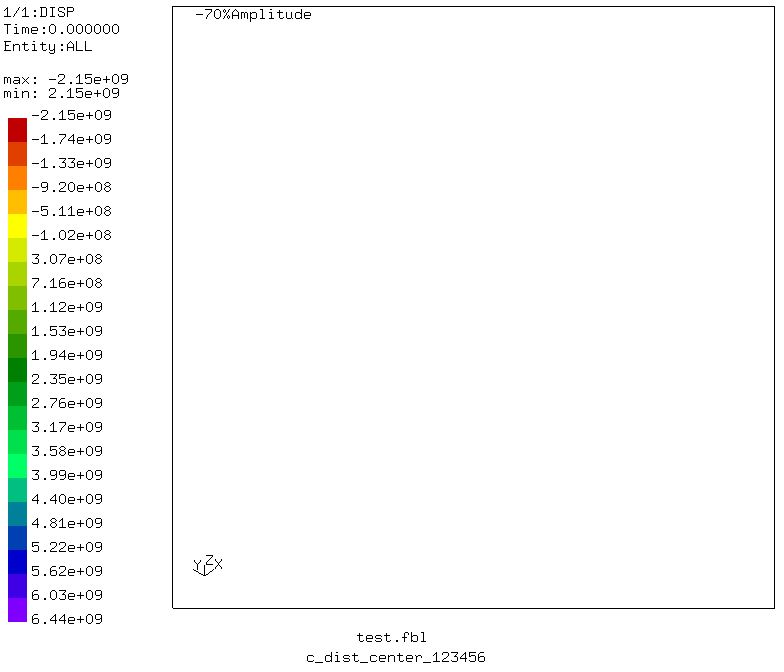 1/1:DISP
Time:0.000000
Entity:ALL
max: -2.15e+09
min: 2.15e+09
-2.15e+09
-1.74e+09
-1.33e+09
-9.20e+08
-5.11e+08
-1.02e+08
3.07e+08
7.16e+08
1.12e+09
1.53e+09
1.94e+09
2.35e+09
2.76e+09
3.17e+09
3.58e+09
3.99e+09
4.40e+09
4.81e+09
5.22e+09
5.62e+09
6.03e+09
6.44e+09
-70%Amplitude
Y Z X
test.fbl
c_dist_center_123456